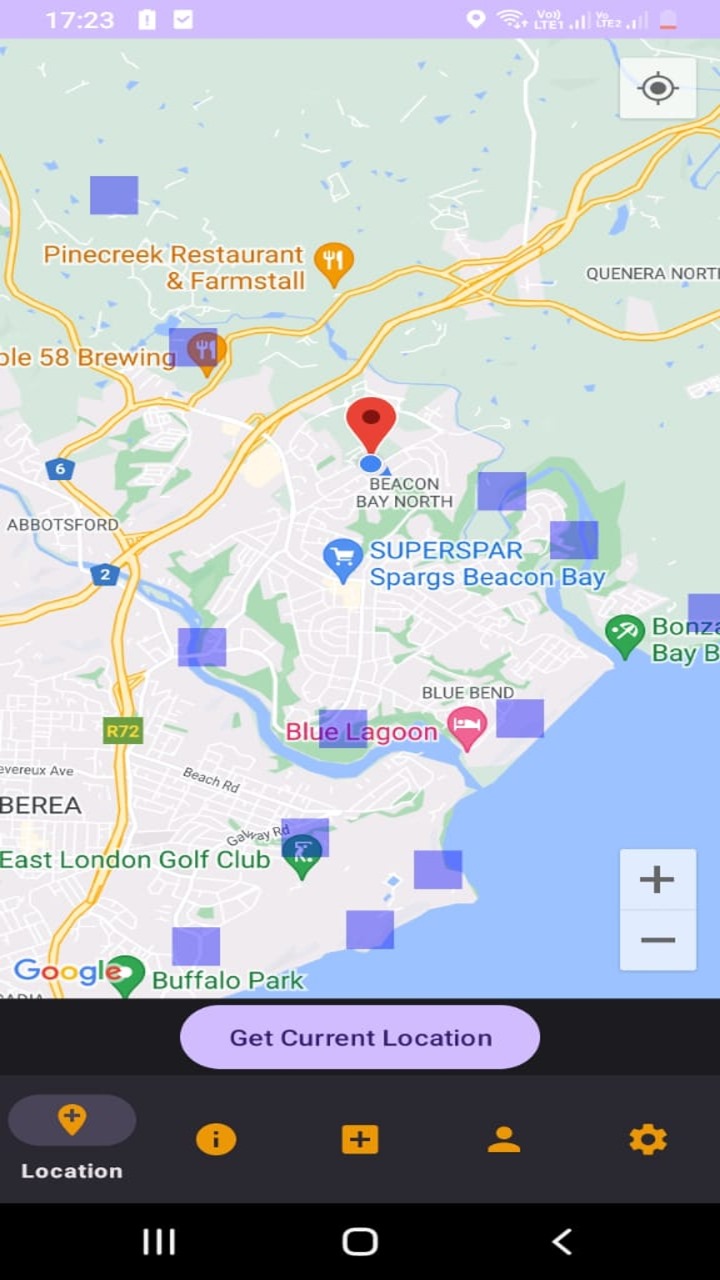 17:23
Vo)) LTE1
Vo LTE2
Pinecreek Restaurant
& Farmstall
QUENERA NORTH
58 Brewing
6
BEACON
BAY NORTH
ABBOTSFORD
SUPERSPAR
Spargs Beacon Bay
2
Bonza
Bay B
BLUE BEND
Blue Lagoon
R72
evereux Ave
Beach Rd
BEREA
Galway Rd
East London Golf Club
Google
Buffalo Park
Get Current Location
Location